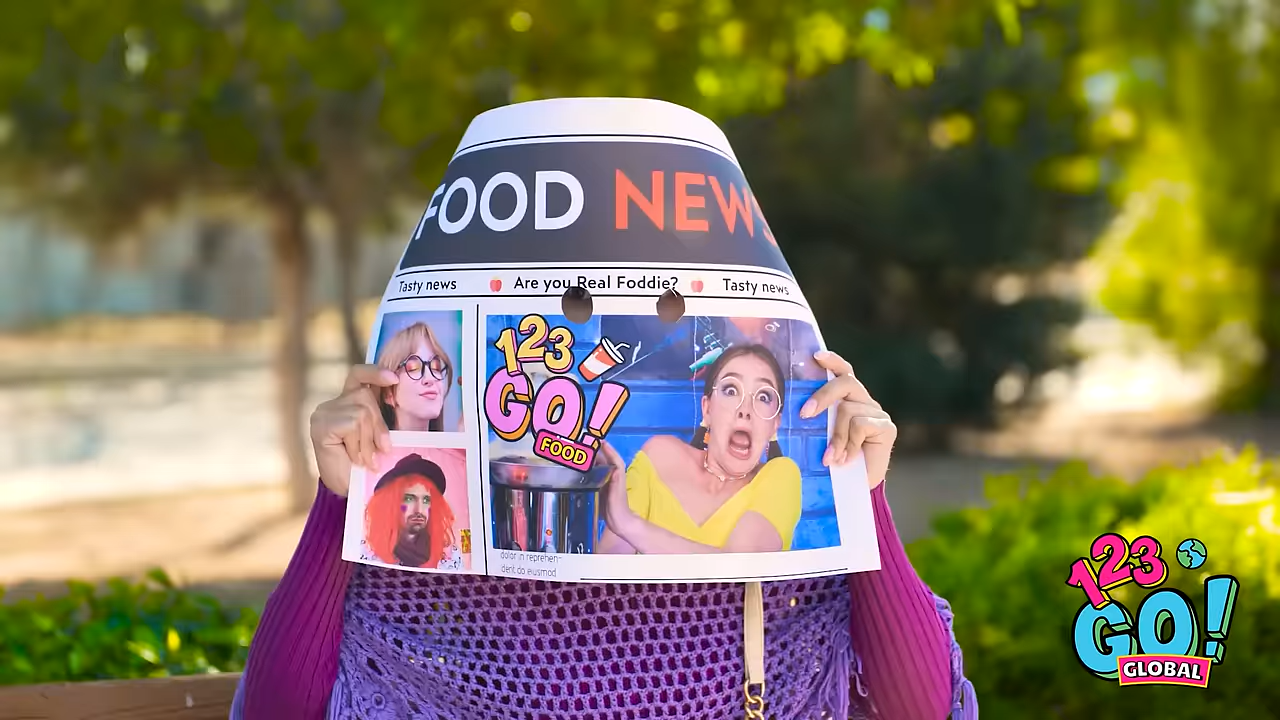 FOOD NEWS
Tasty news Are you Real Foddie? Tasty news
123
GO!
FOOD
dolor in reprehen-
dent do eiusmod
123
GO!
GLOBAL